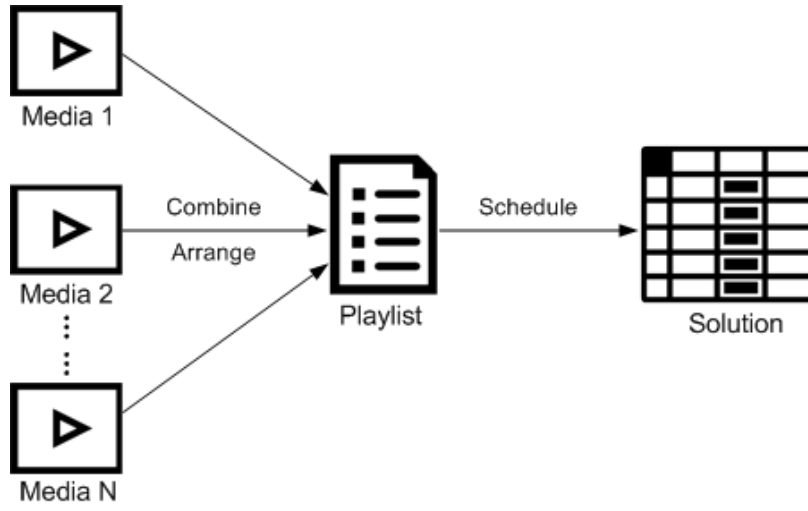 Media 1
Combine
Arrange
Media 2
Media N
Playlist
Schedule
Solution